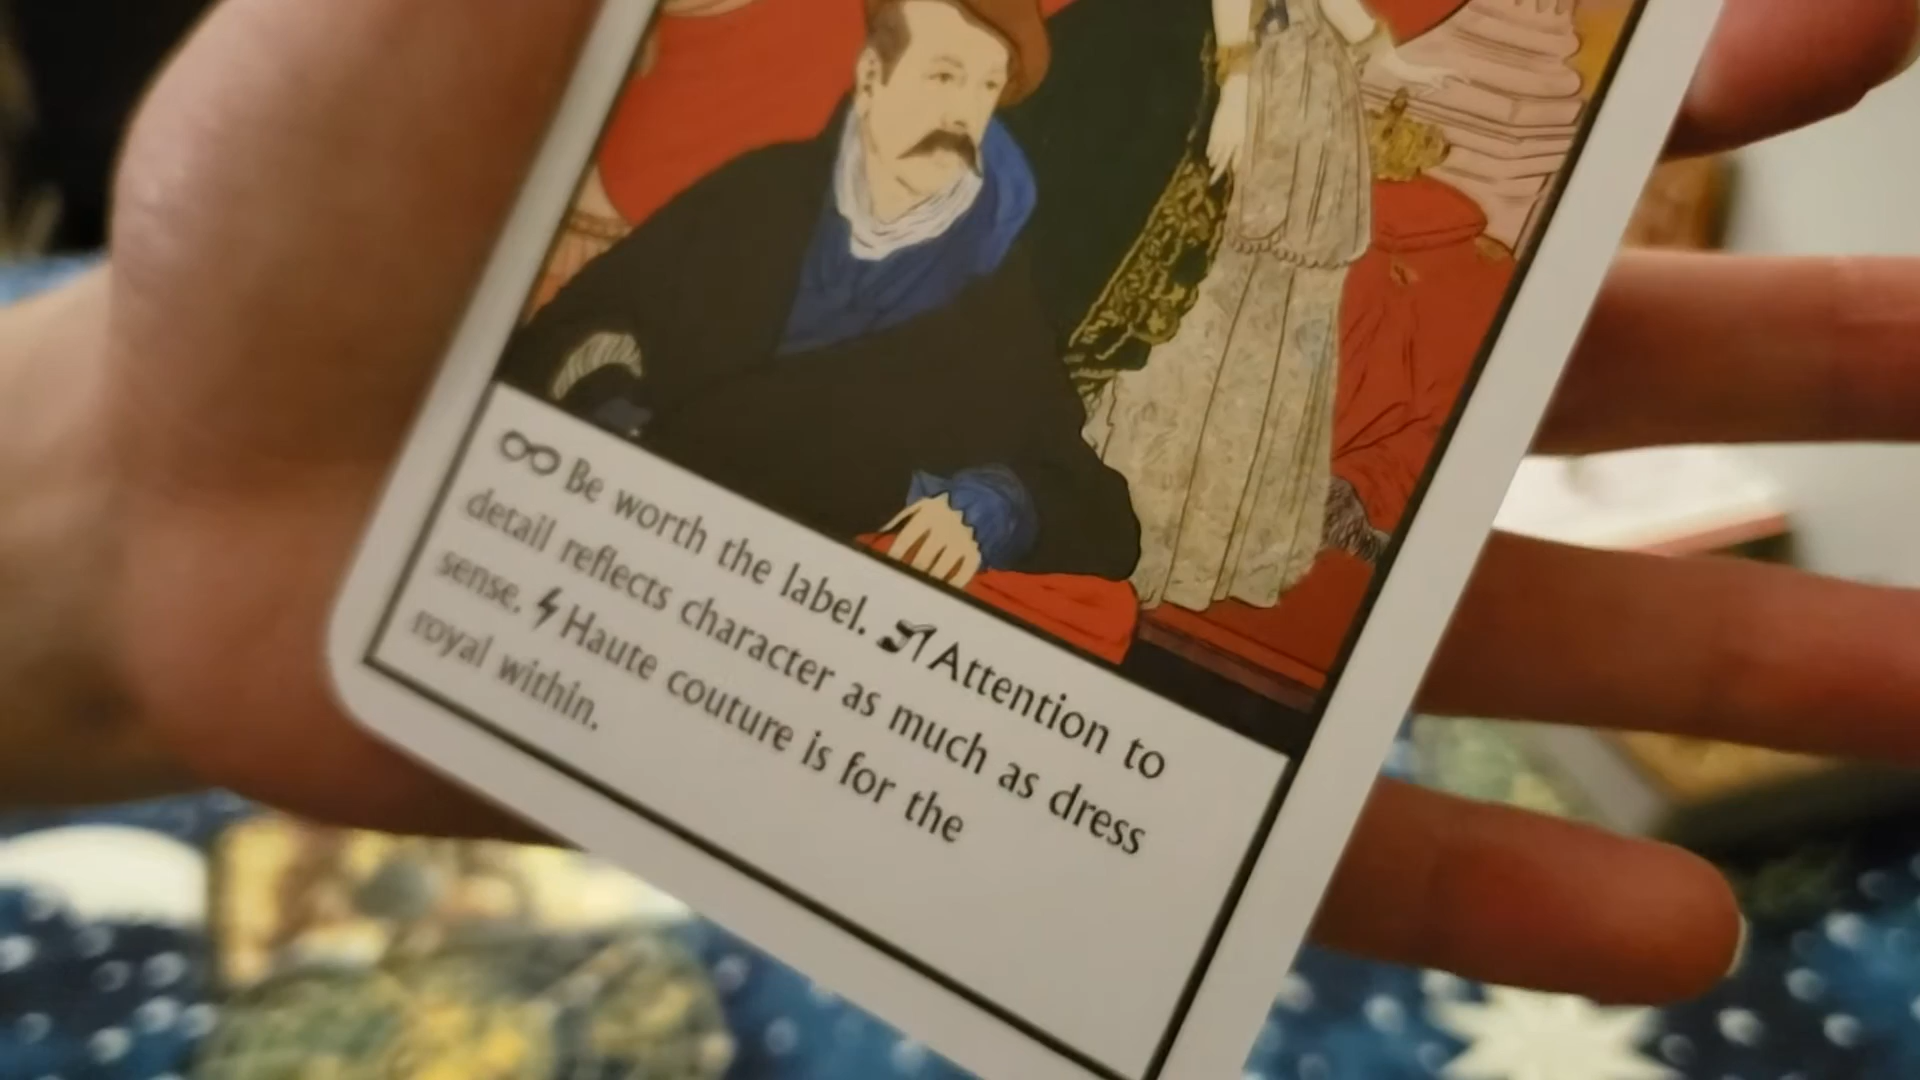 Be worth the label. Attention to
detail reflects character as much as dress
sense. Haute couture is for the
royal within.